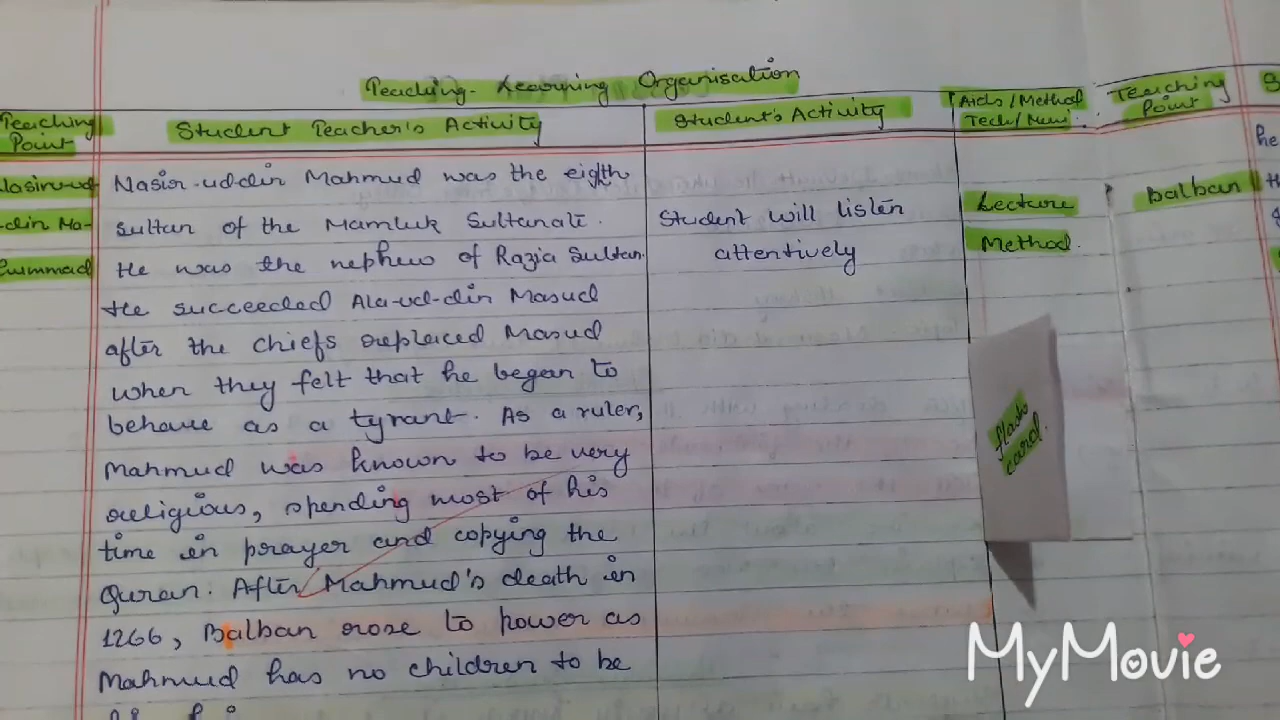 Teaching-Learning Organisation
Teaching
Point
Student Teacher's Activity
Student's Activity
Aids/Method
Tech/
Teaching
Point
-din Ma-
Nasir-ud-din Mahmud was the eighth
sultan of the Mamluk Sultanate.
He was the nephew of Razia Sultan.
He succeeded Ala-ud-din Masud
after the chiefs replaced Masud
when they felt that he began to
behave as a tyrant. As a ruler,
Mahmud was known to be very
religious, spending most of his
time in prayer and copying the
Quran. After Mahmud's death in
1266, Balban rose to power as
Mahmud has no children to be
Student will listen
attentively
Lecture
Method.
flash
card.
Balban
he
MyMovie